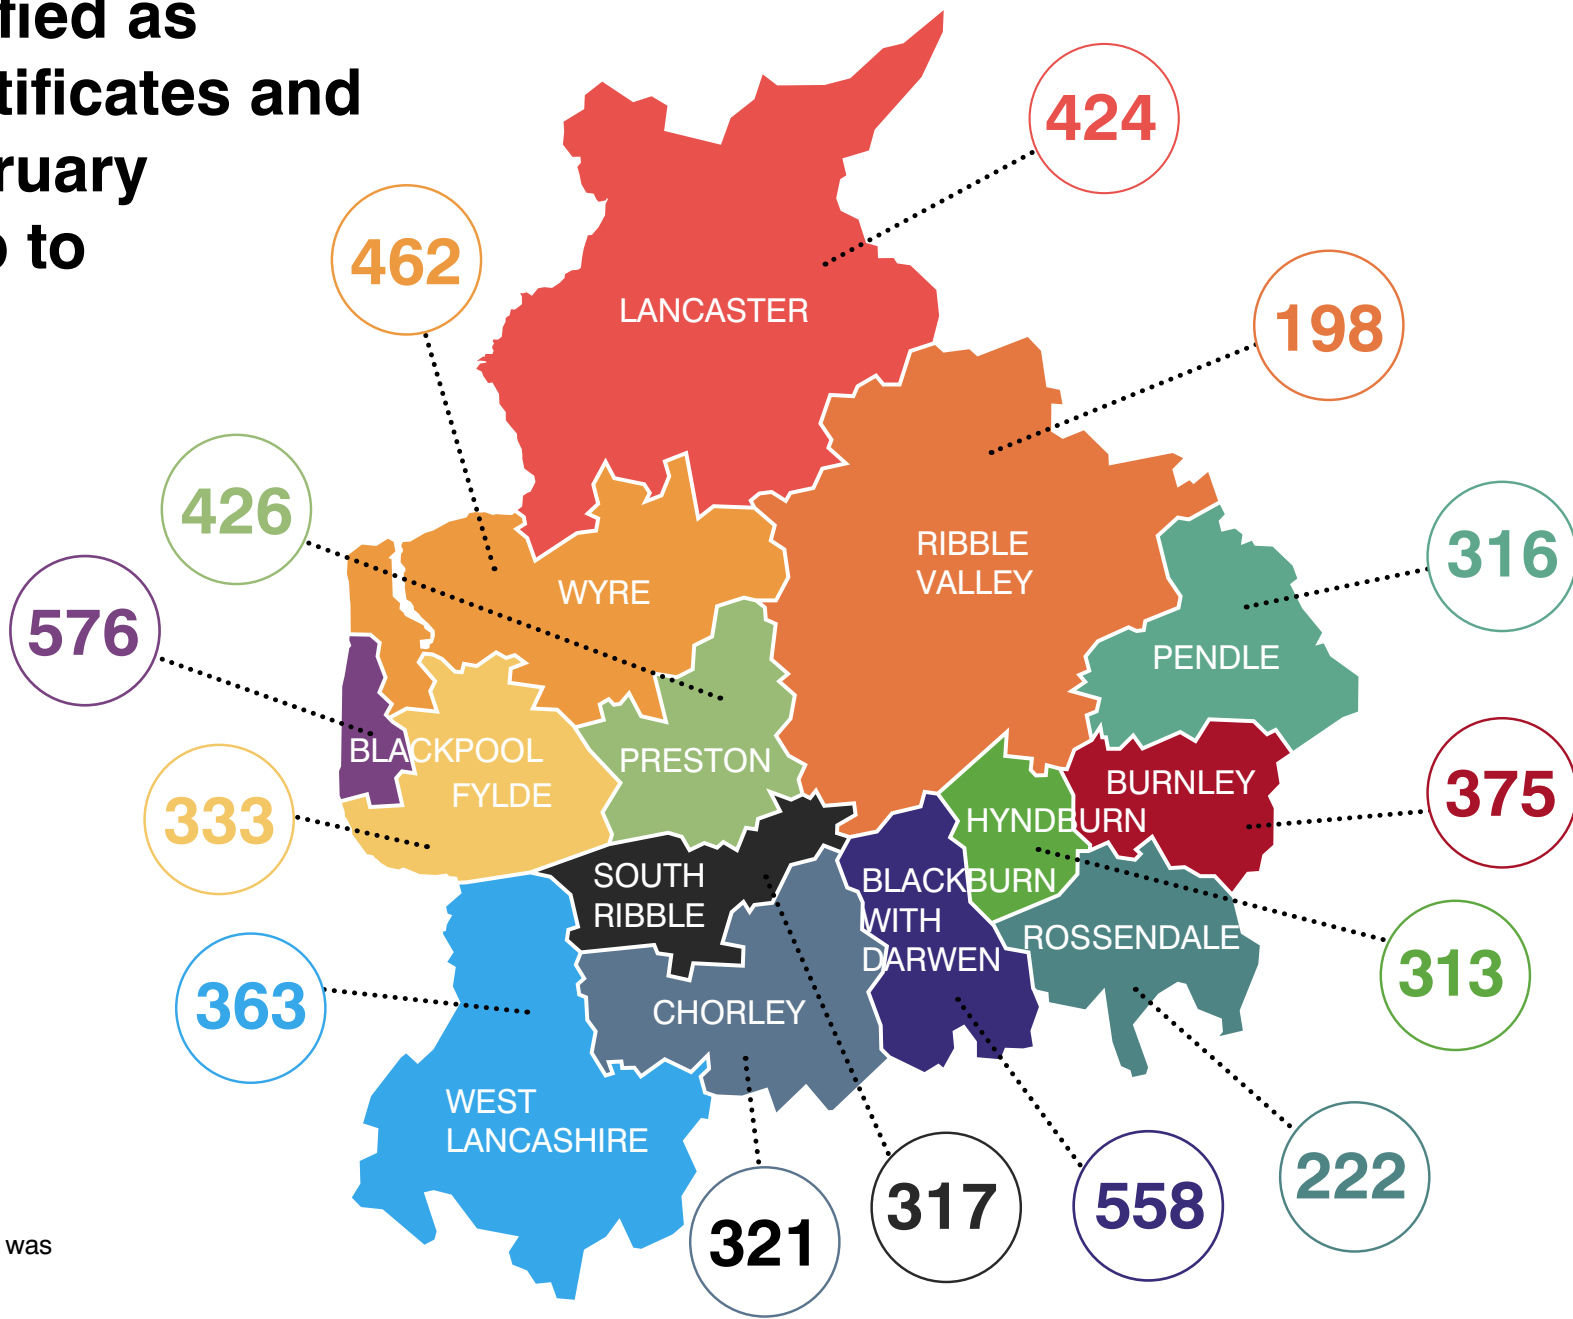 fied as
tificates and
ruary
to
424
462
198
LANCASTER
426
RIBBLE
VALLEY
316
WYRE
576
PENDLE
BLACKPOOL
FYLDE
PRESTON
BURNLEY
375
333
HYNDBURN
SOUTH
RIBBLE
BLACKBURN
WITH
DARWEN
ROSSENDALE
313
363
CHORLEY
WEST
LANCASHIRE
222
317
558
321
was